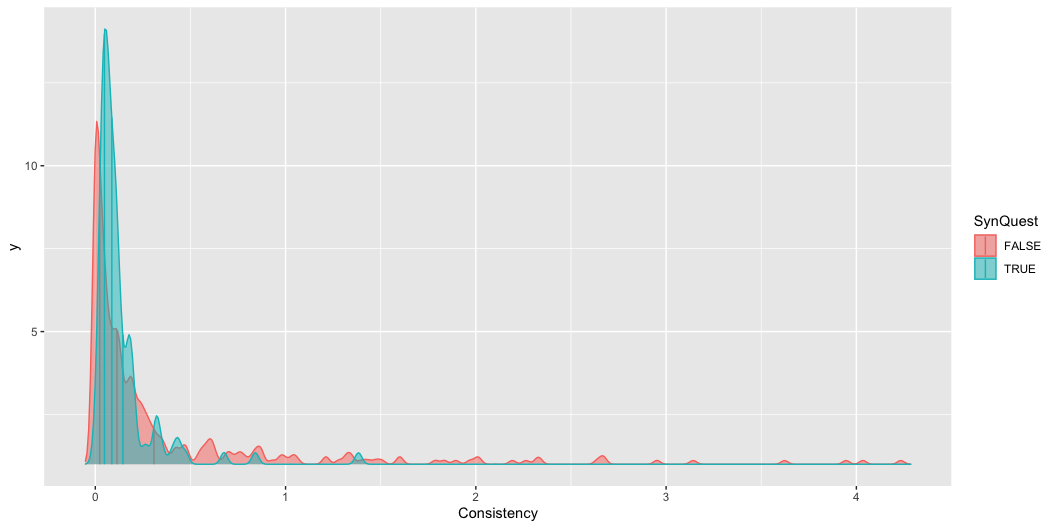 10
5
y
0
1
2
3
4
Consistency
SynQuest
FALSE
TRUE